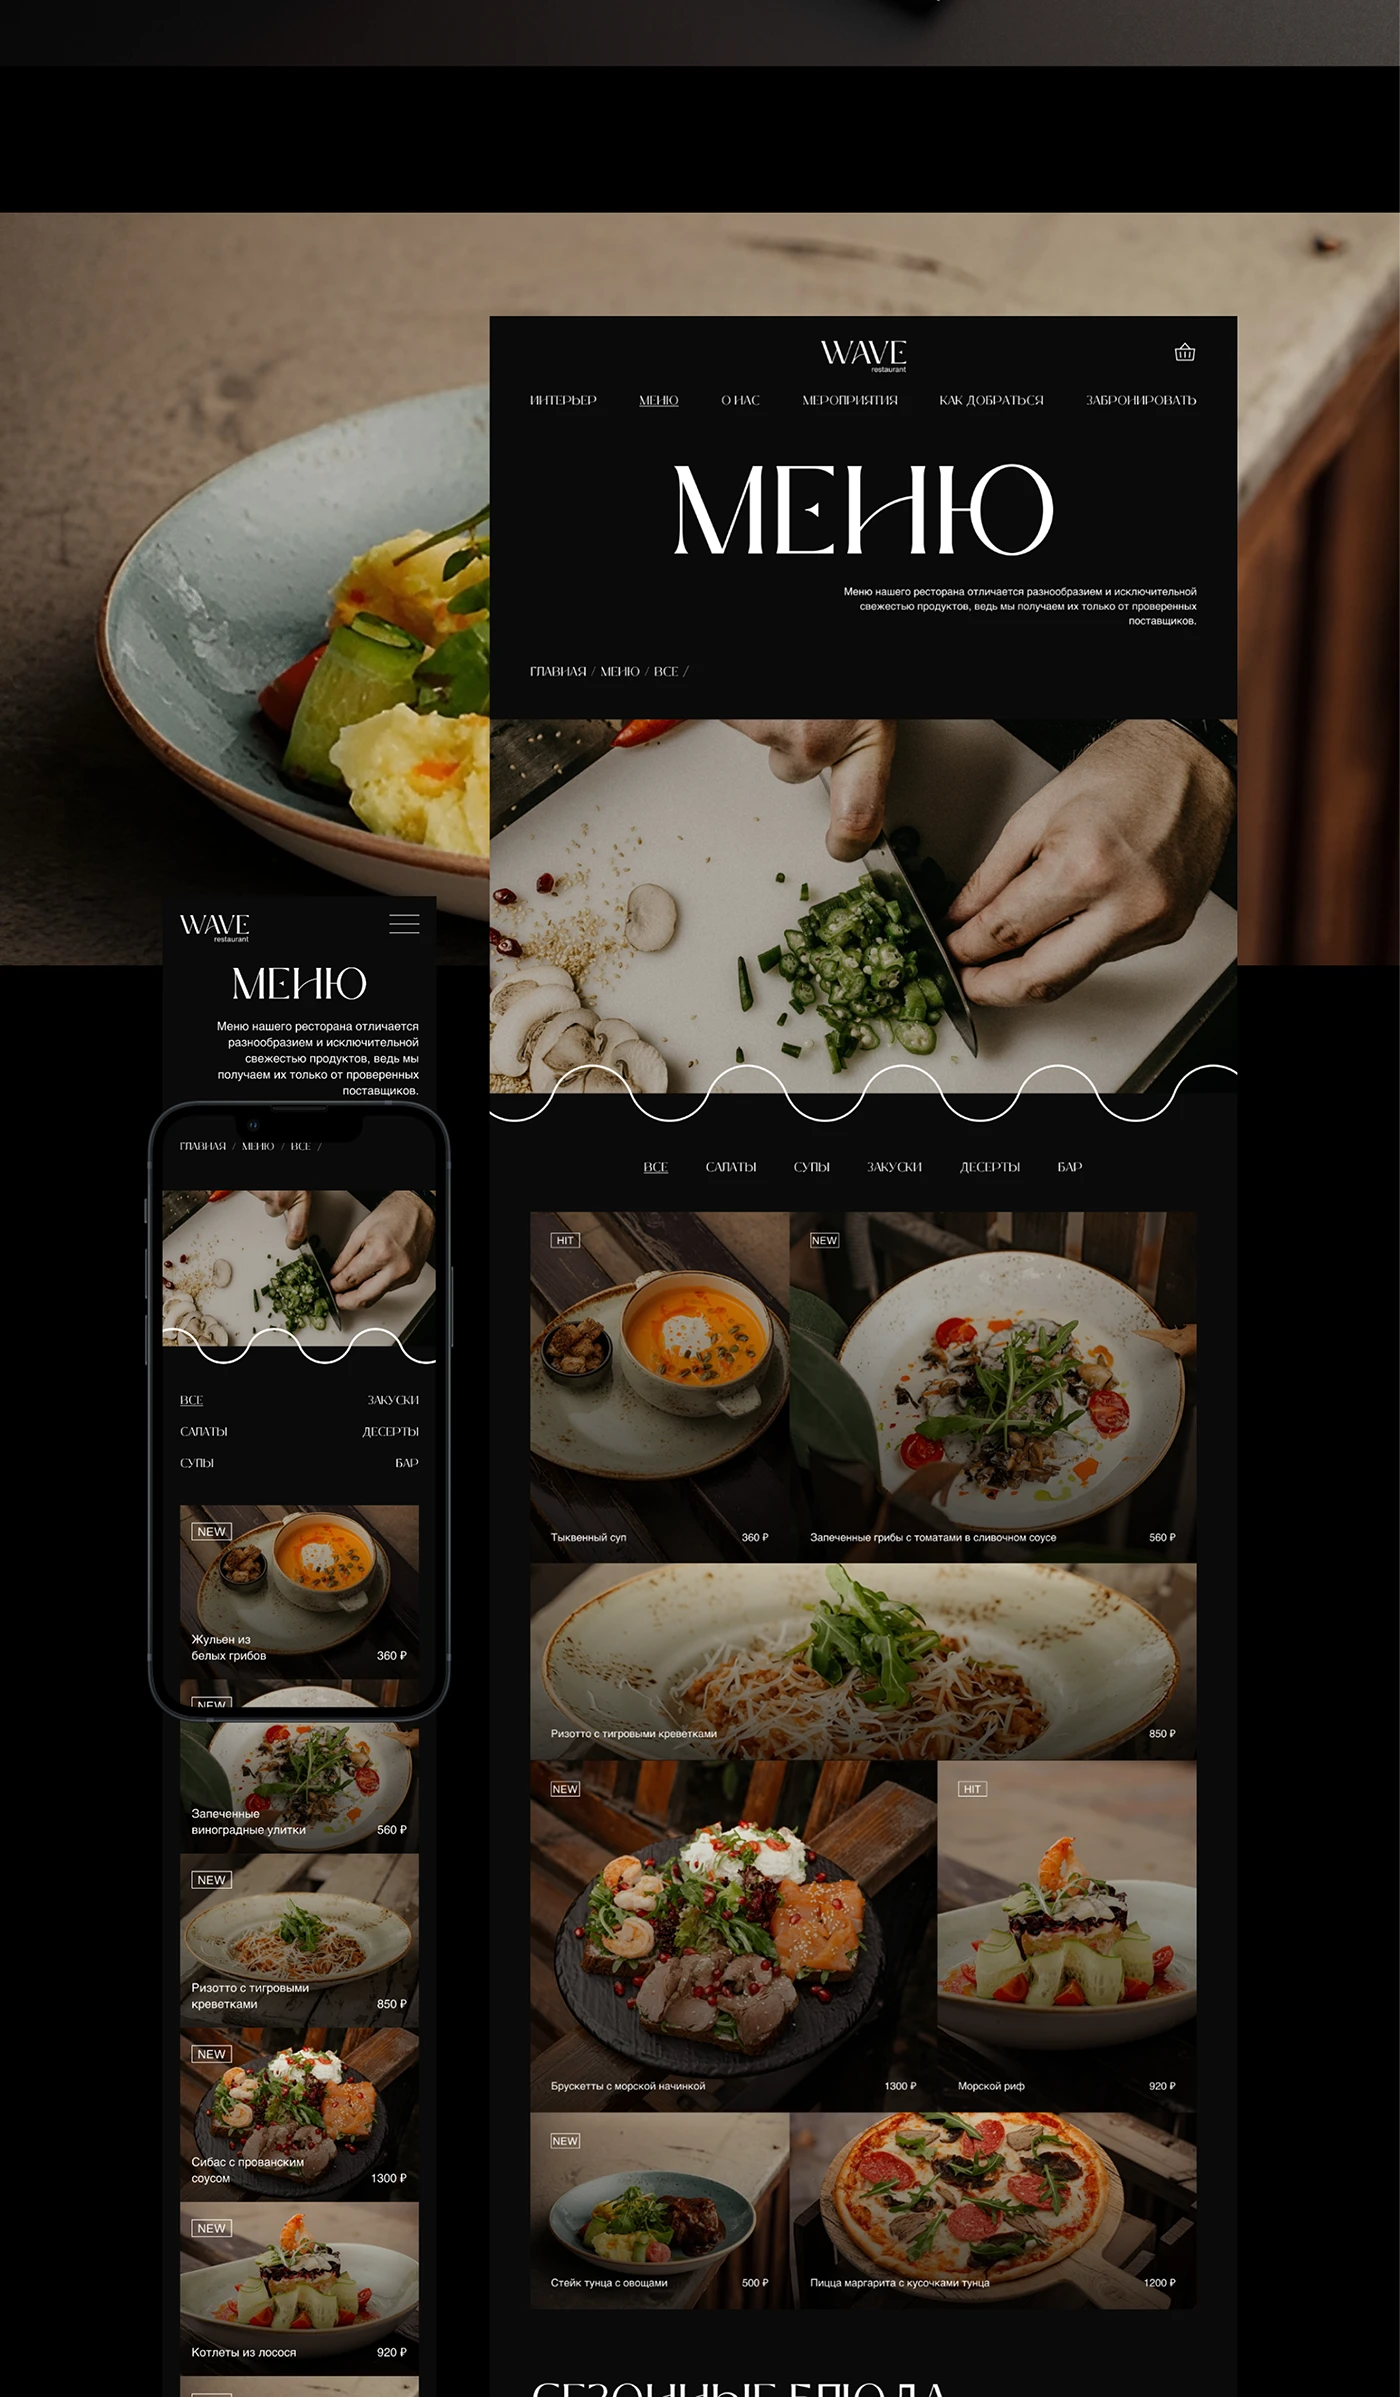 WAVE
restaurant
ИНТЕРЬЕР МЕНЮ О НАС МЕРОПРИЯТИЯ КАК ДОБРАТЬСЯ ЗАБРОНИРОВАТЬ
МЕНЮ
Меню нашего ресторана отличается разнообразием и исключительной
свежестью продуктов, ведь мы получаем их только от проверенных
поставщиков.
ГЛАВНАЯ / МЕНЮ / ВСЕ /
ВСЕ САЛАТЫ СУПЫ ЗАКУСКИ ДЕСЕРТЫ БАР
HIT NEW
Тыквенный суп 360 ₽ Запеченные грибы с томатами в сливочном соусе 560 ₽
Ризотто с тигровыми креветками 850 ₽
NEW HIT
Брускетты с морской начинкой 1300 ₽ Морской риф 920 ₽
NEW
Стейк тунца с овощами 500 ₽ Пицца маргарита с кусочками тунца 1200 ₽
СЕЗОННЫЕ БЛЮДА
WAVE
restaurant
МЕНЮ
Меню нашего ресторана отличается
разнообразием и исключительной
свежестью продуктов, ведь мы
получаем их только от проверенных
поставщиков.
ГЛАВНАЯ / МЕНЮ / ВСЕ /
ВСЕ ЗАКУСКИ
САЛАТЫ ДЕСЕРТЫ
СУПЫ БАР
NEW
Жульен из
белых грибов 360 ₽
NEW
Запеченные
виноградные улитки 560 ₽
NEW
Ризотто с тигровыми
креветками 850 ₽
NEW
Сибас с прованским
соусом 1300 ₽
NEW
Котлеты из лосося 920 ₽